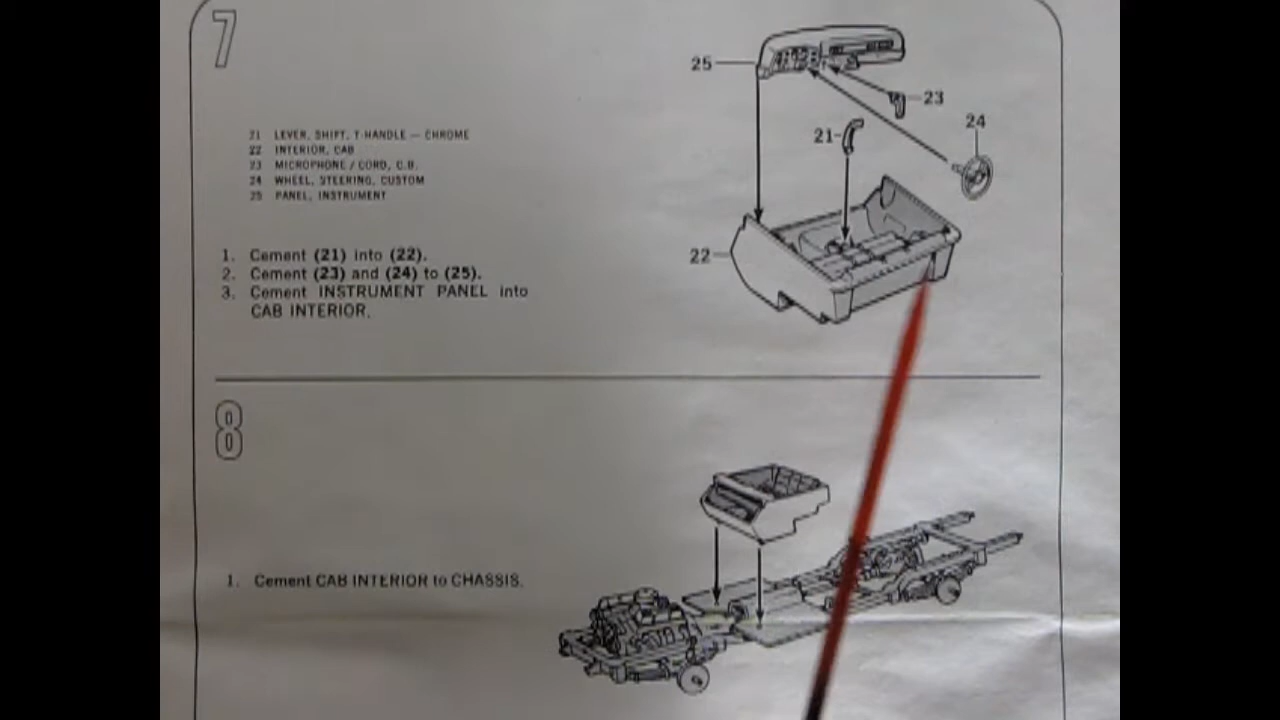 7
21 LEVER, SHIFT, T-HANDLE — CHROME
22 INTERIOR, CAB
23 MICROPHONE / CORD, C.B.
24 WHEEL, STEERING, CUSTOM
25 PANEL, INSTRUMENT
1. Cement (21) into (22).
2. Cement (23) and (24) to (25).
3. Cement INSTRUMENT PANEL into
CAB INTERIOR.
25
23
21
24
22
8
1. Cement CAB INTERIOR to CHASSIS.